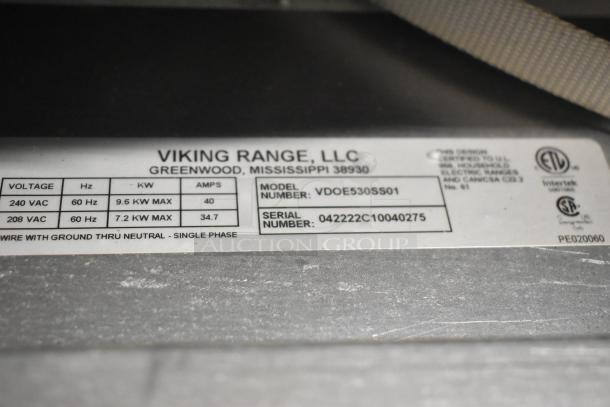 VIKING RANGE, LLC
GREENWOOD, MISSISSIPPI 38930
VOLTAGE Hz KW AMPS
240 VAC 60 Hz 9.6 KW MAX 40
208 VAC 60 Hz 7.2 KW MAX 34.7
WIRE WITH GROUND THRU NEUTRAL - SINGLE PHASE
MODEL NUMBER: VDOE530SS01
SERIAL NUMBER: 042222C10040275
THIS DESIGN
CERTIFIED TO U.L.
858, HOUSEHOLD
ELECTRIC RANGES
AND CAN/CSA C22.2
No. 61
ETL
Intertek
PE020060
AUCTION GROUP